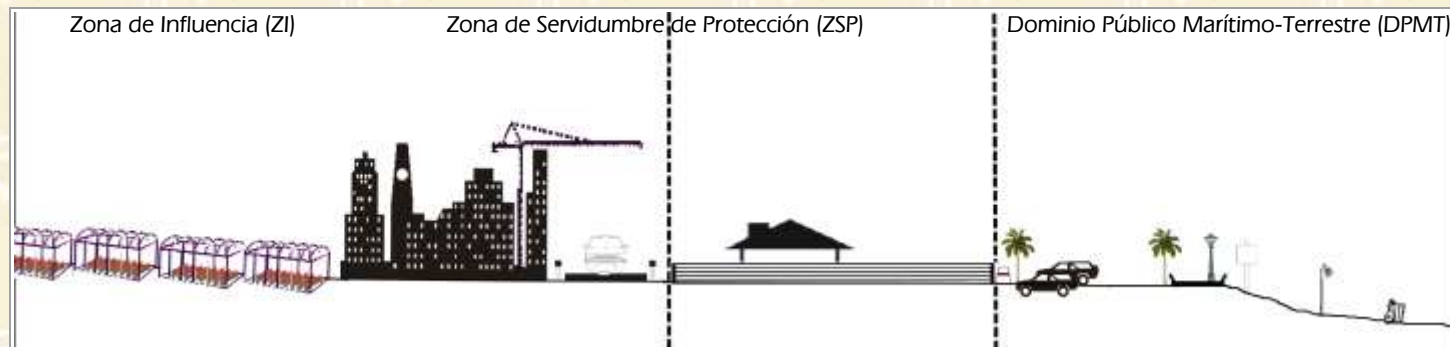 Zona de Influencia (ZI) Zona de Servidumbre de Protección (ZSP) Dominio Público Marítimo-Terrestre (DPMT)